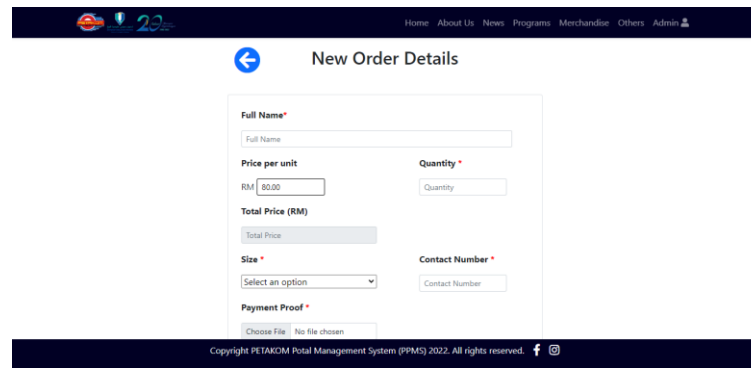 Home About Us News Programs Merchandise Others Admin
New Order Details
Full Name*
Full Name
Price per unit Quantity *
RM 80.00 Quantity
Total Price (RM)
Total Price
Size * Contact Number *
Select an option Contact Number
Payment Proof *
Choose File No file chosen
Copyright PETAKOM Potal Management System (PPMS) 2022. All rights reserved.